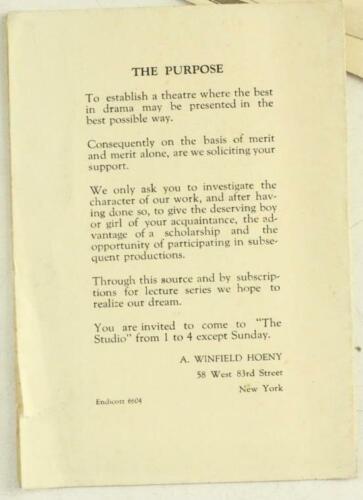 THE PURPOSE
To establish a theatre where the best
in drama may be presented in the
best possible way.
Consequently on the basis of merit
and merit alone, are we soliciting your
support.
We only ask you to investigate the
character of our work, and after hav-
ing done so, to give the deserving boy
or girl of your acquaintance, the ad-
vantage of a scholarship and the
opportunity of participating in subse-
quent productions.
Through this source and by subscrip-
tions for lecture series we hope to
realize our dream.
You are invited to come to "The
Studio" from 1 to 4 except Sunday.
A. WINFIELD HOENY
58 West 83rd Street
New York
Endicott 6604